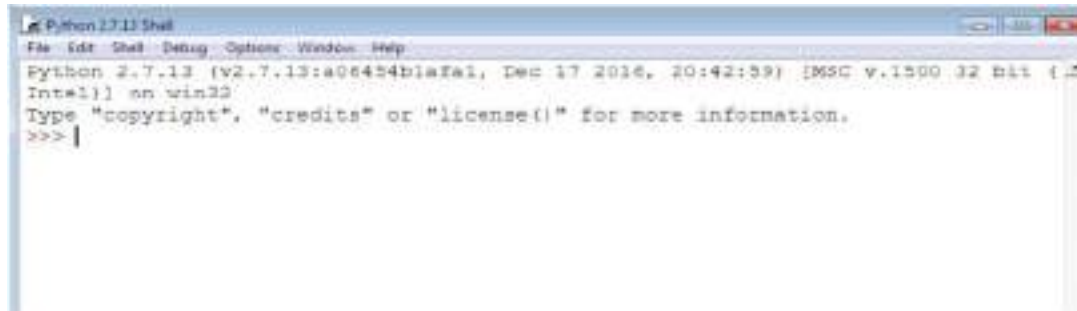 Python 2.7.13 Shell
File Edit Shell Debug Options Window Help
Python 2.7.13 (v2.7.13:a06454b1afa1, Dec 17 2016, 20:42:59) [MSC v.1500 32 bit (
Intel)] on win32
Type "copyright", "credits" or "license()" for more information.
>>>